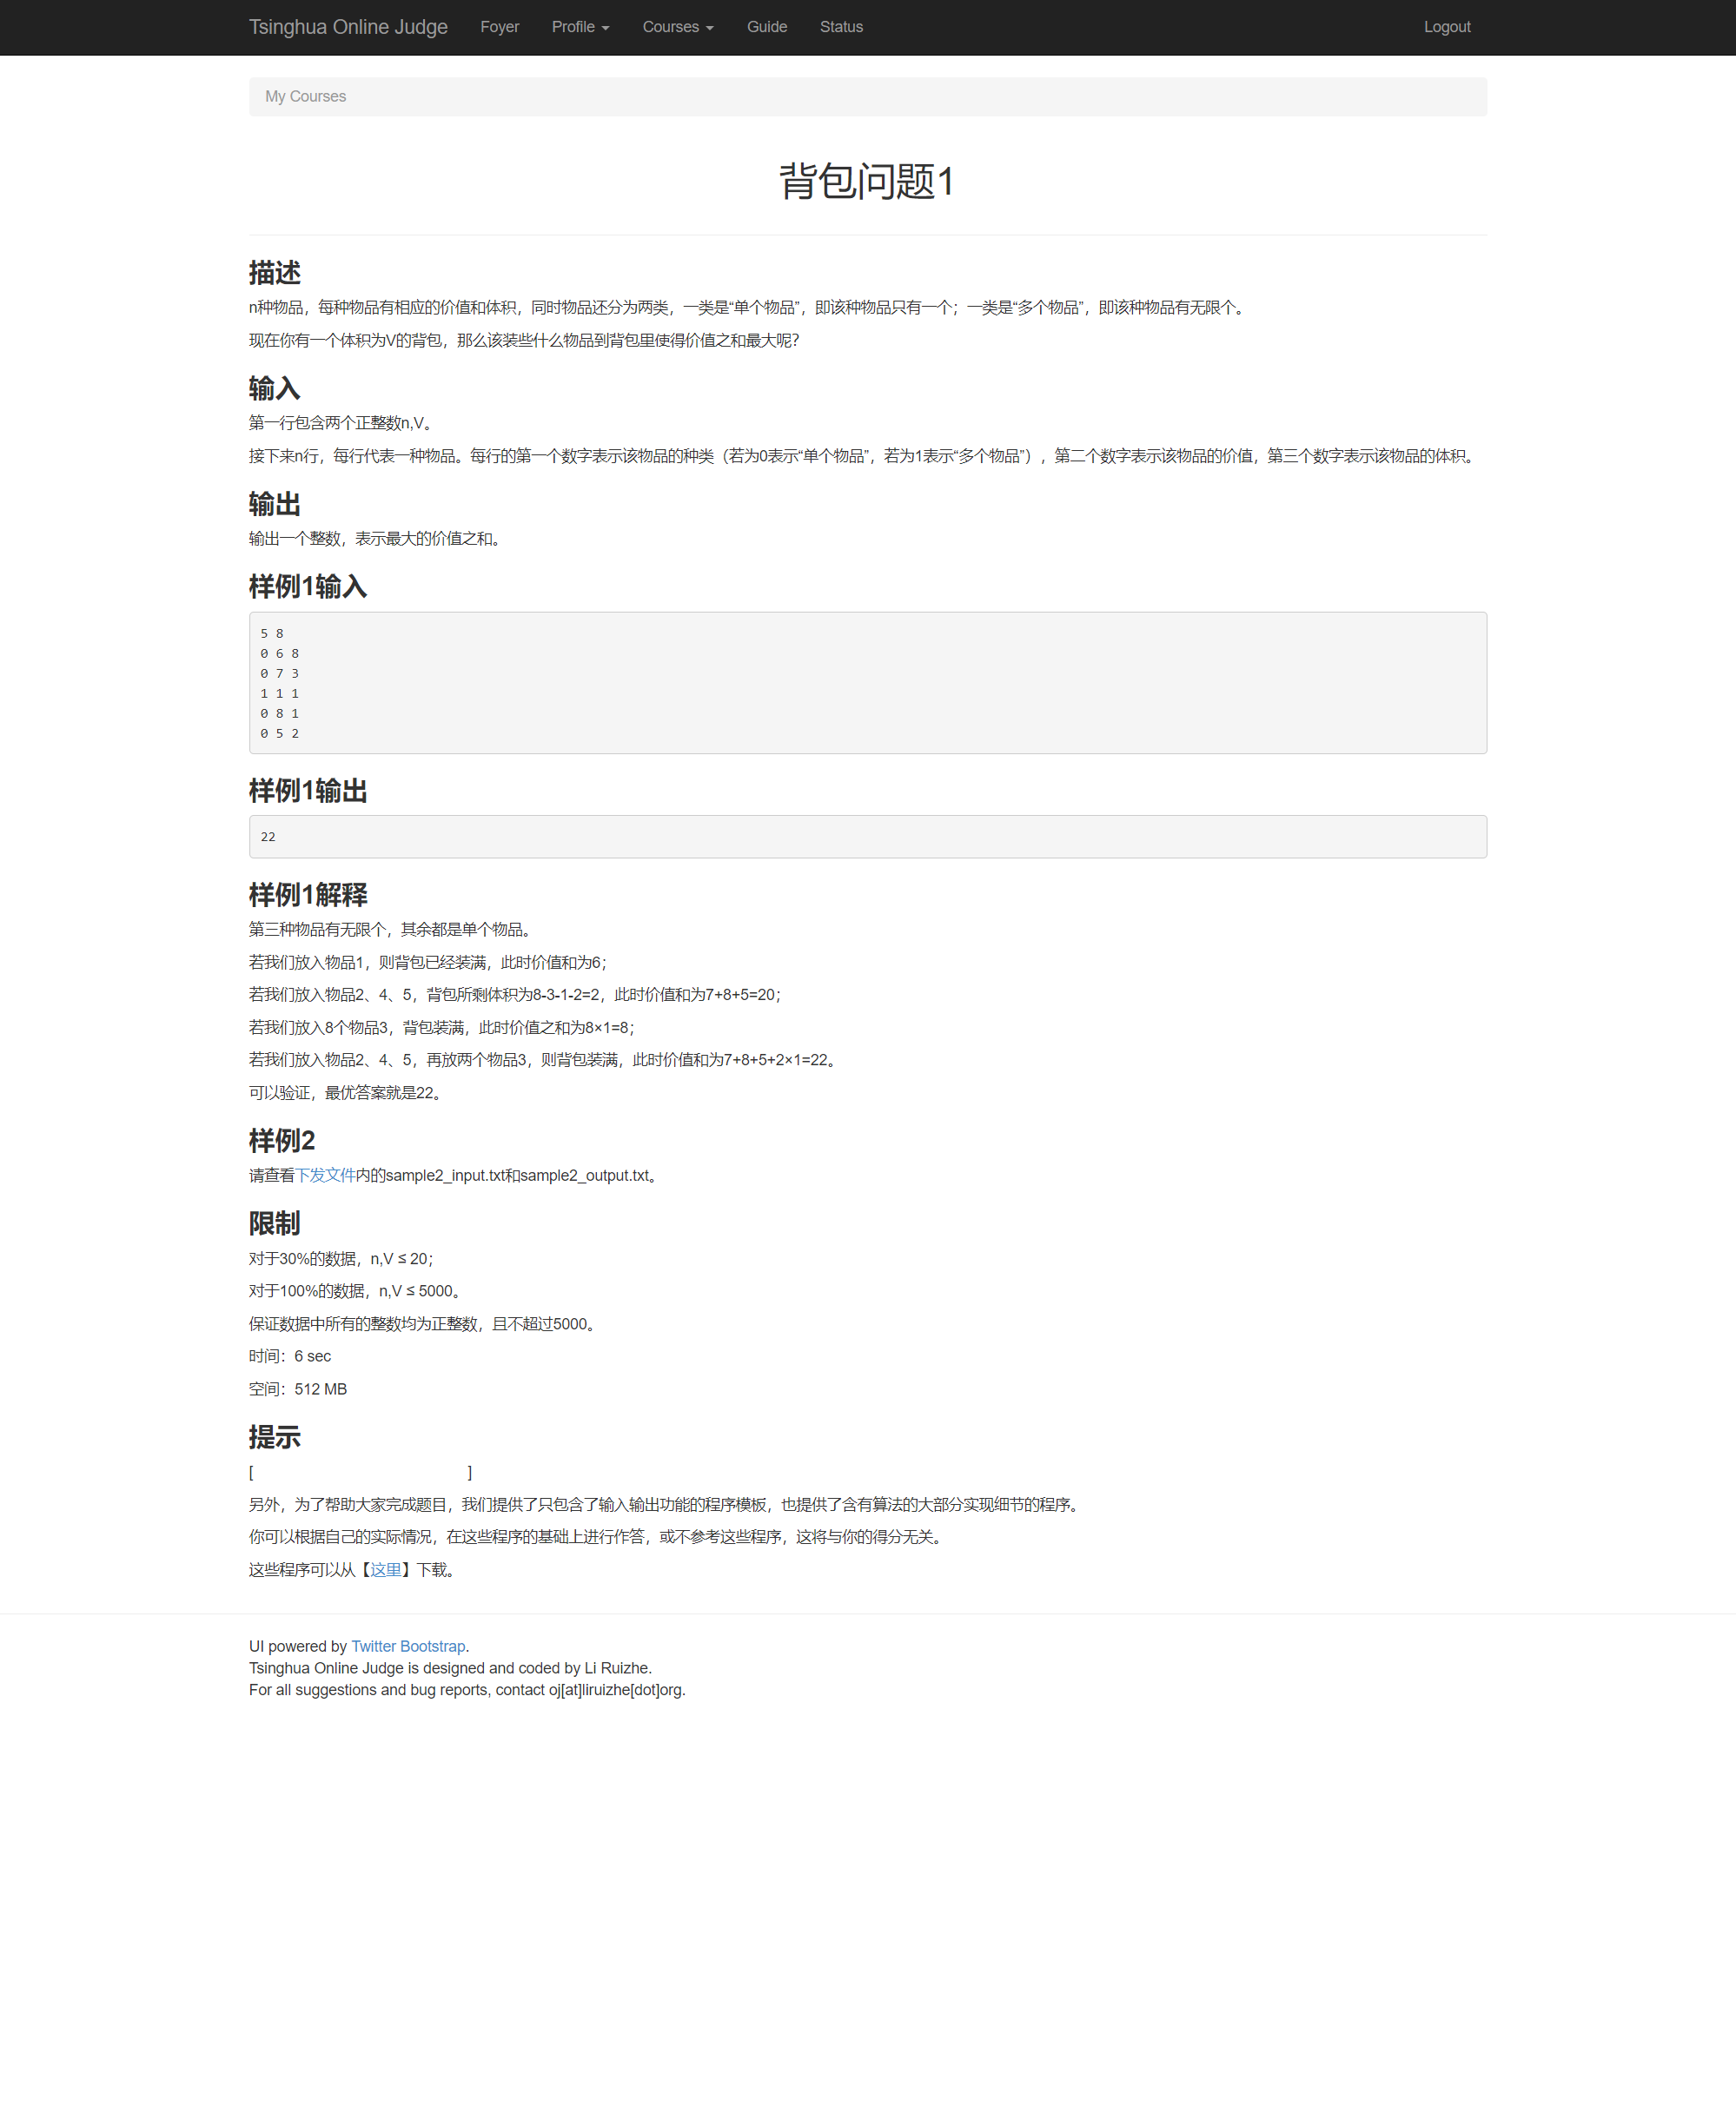 Tsinghua Online Judge Foyer Profile Courses Guide Status Logout
My Courses
背包问题1
描述
n种物品，每种物品有相应的价值和体积，同时物品还分为两类，一类是“单个物品”，即该种物品只有一个；一类是“多个物品”，即该种物品有无限个。
现在你有一个体积为V的背包，那么该装些什么物品到背包里使得价值之和最大呢？
输入
第一行包含两个正整数n,V。
接下来n行，每行代表一种物品。每行的第一个数字表示该物品的种类（若为0表示“单个物品”，若为1表示“多个物品”），第二个数字表示该物品的价值，第三个数字表示该物品的体积。
输出
输出一个整数，表示最大的价值之和。
样例1输入
5 8
0 6 8
0 7 3
1 1 1
0 8 1
0 5 2
样例1输出
22
样例1解释
第三种物品有无限个，其余都是单个物品。
若我们放入物品1，则背包已经装满，此时价值和为6；
若我们放入物品2、4、5，背包所剩体积为8-3-1-2=2，此时价值和为7+8+5=20；
若我们放入8个物品3，背包装满，此时价值之和为8×1=8；
若我们放入物品2、4、5，再放两个物品3，则背包装满，此时价值和为7+8+5+2×1=22。
可以验证，最优答案就是22。
样例2
请查看下发文件内的sample2_input.txt和sample2_output.txt。
限制
对于30%的数据，n,V ≤ 20；
对于100%的数据，n,V ≤ 5000。
保证数据中所有的整数均为正整数，且不超过5000。
时间：6 sec
空间：512 MB
提示
[ ]
另外，为了帮助大家完成题目，我们提供了只包含了输入输出功能的程序模板，也提供了含有算法的大部分实现细节的程序。
你可以根据自己的实际情况，在这些程序的基础上进行作答，或不参考这些程序，这将与你的得分无关。
这些程序可以从【这里】下载。
UI powered by Twitter Bootstrap.
Tsinghua Online Judge is designed and coded by Li Ruizhe.
For all suggestions and bug reports, contact oj[at]liruizhe[dot]org.